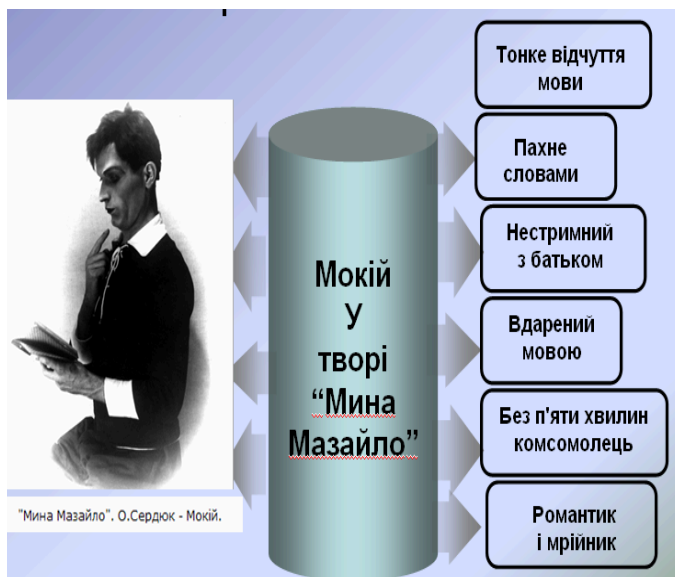 Тонке відчуття
мови
Пахне
словами
Нестримний
з батьком
Вдарений
мовою
Без п'яти хвилин
комсомолець
Романтик
і мрійник
Мокій
У
творі
“Мина
Мазайло”
"Мина Мазайло". О.Сердюк - Мокій.